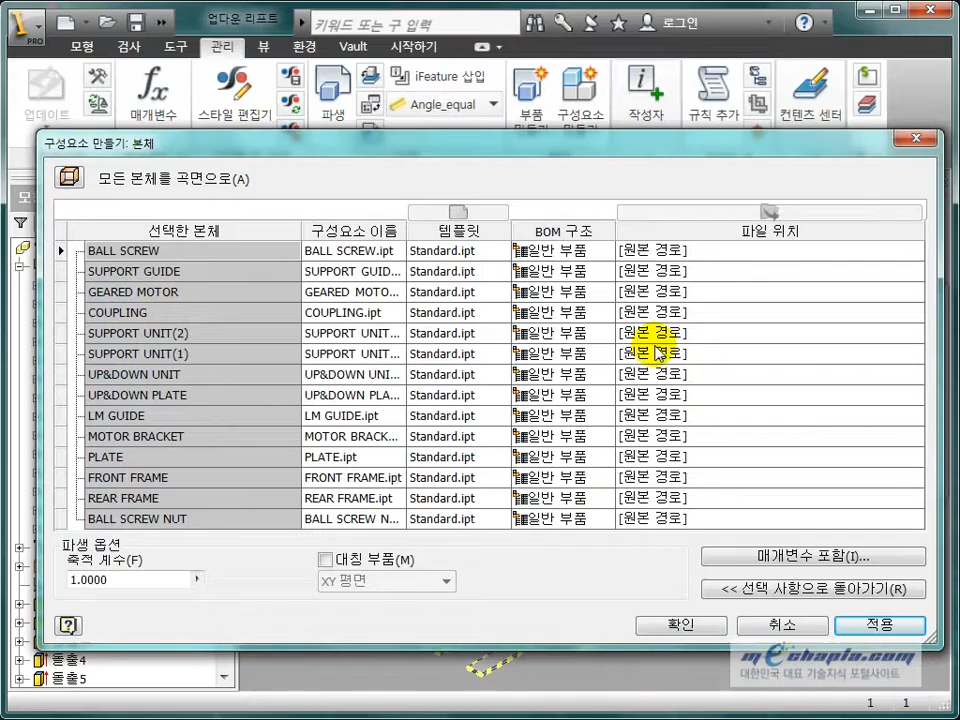 PRO
업다운 리프트
키워드 또는 구 입력
로그인
모형 검사 도구 관리 뷰 환경 Vault 시작하기
iFeature 삽입
Angle_equal
업데이트 매개변수 스타일 편집기 파생 부품 구성요소 작성자 규칙 추가 컨텐츠 센터
구성요소 만들기: 본체
모든 본체를 곡면으로(A)
선택한 본체 구성요소 이름 템플릿 BOM 구조 파일 위치
BALL SCREW BALL SCREW.ipt Standard.ipt 일반 부품 [원본 경로]
SUPPORT GUIDE SUPPORT GUID... Standard.ipt 일반 부품 [원본 경로]
GEARED MOTOR GEARED MOTO... Standard.ipt 일반 부품 [원본 경로]
COUPLING COUPLING.ipt Standard.ipt 일반 부품 [원본 경로]
SUPPORT UNIT(2) SUPPORT UNIT... Standard.ipt 일반 부품 [원본 경로]
SUPPORT UNIT(1) SUPPORT UNIT... Standard.ipt 일반 부품 [원본 경로]
UP&DOWN UNIT UP&DOWN UNI... Standard.ipt 일반 부품 [원본 경로]
UP&DOWN PLATE UP&DOWN PLA... Standard.ipt 일반 부품 [원본 경로]
LM GUIDE LM GUIDE.ipt Standard.ipt 일반 부품 [원본 경로]
MOTOR BRACKET MOTOR BRACK... Standard.ipt 일반 부품 [원본 경로]
PLATE PLATE.ipt Standard.ipt 일반 부품 [원본 경로]
FRONT FRAME FRONT FRAME.ipt Standard.ipt 일반 부품 [원본 경로]
REAR FRAME REAR FRAME.ipt Standard.ipt 일반 부품 [원본 경로]
BALL SCREW NUT BALL SCREW N... Standard.ipt 일반 부품 [원본 경로]
파생 옵션
축적 계수(F)
1.0000
대칭 부품(M)
XY 평면
매개변수 포함(I)...
<< 선택 사항으로 돌아가기(R)
확인 취소 적용
돌출4
돌출5
mechapia.com
대한민국 대표 기술지식 포털사이트
1 1